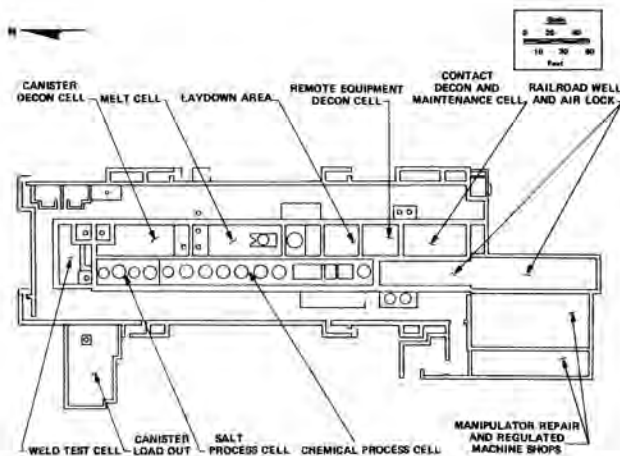 Scale
0 20 40
10 30 50
Feet
N
CANISTER
DECON CELL
MELT CELL
LAYDOWN AREA
REMOTE EQUIPMENT
DECON CELL
CONTACT
DECON AND
MAINTENANCE CELL
RAILROAD WELL
AND AIR LOCK
WELD TEST CELL
CANISTER
LOAD OUT
SALT
PROCESS CELL
CHEMICAL PROCESS CELL
MANIPULATOR REPAIR
AND REGULATED
MACHINE SHOPS